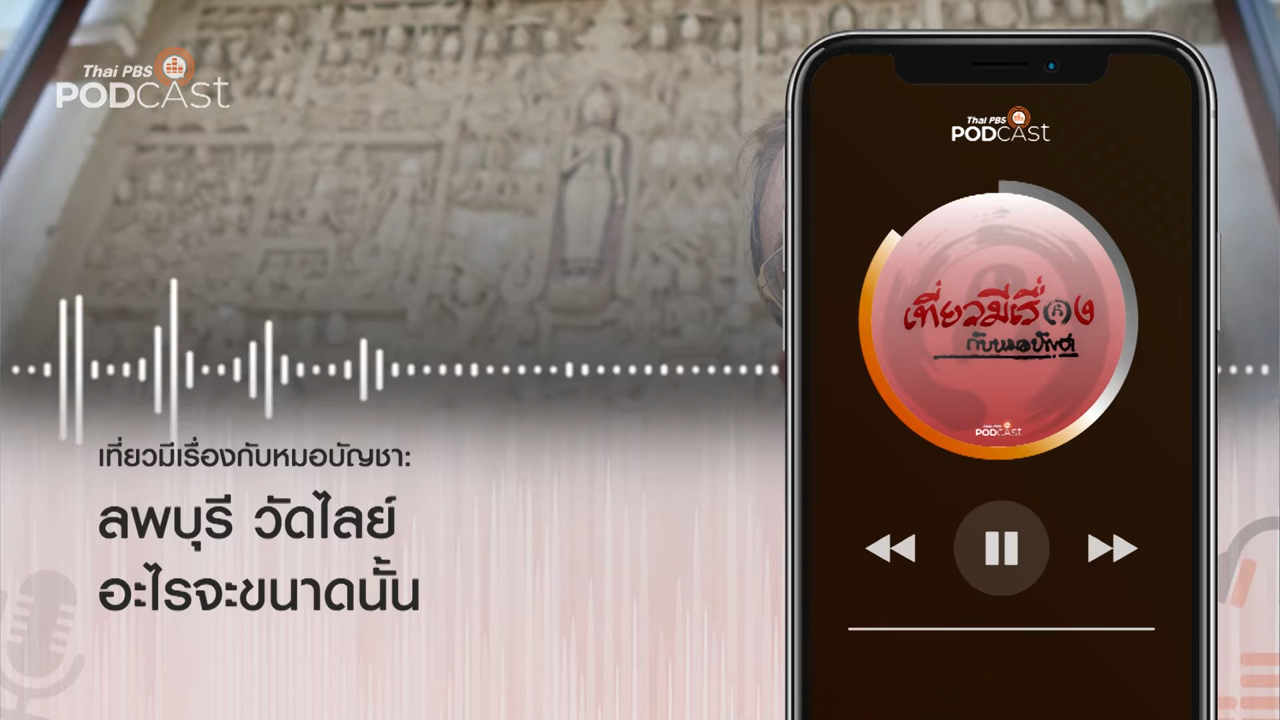 Thai PBS
PODCAST
เที่ยวมีเรื่องกับหมอบัญชา:
ลพบุรี วัดไลย์
อะไรจะขนาดนั้น
Thai PBS
PODCAST
เที่ยวมีเรื่อง
กับหมอบัญชา
Thai PBS
PODCAST